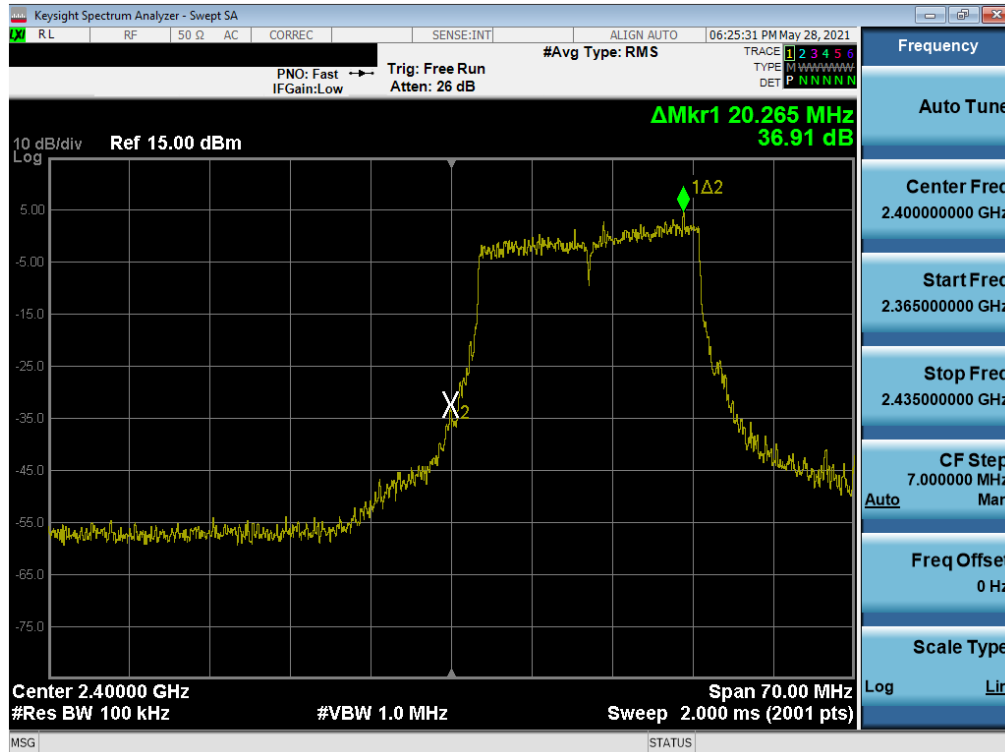 Keysight Spectrum Analyzer - Swept SA
LXI RL RF 50 Ω AC CORREC SENSE:INT ALIGN AUTO 06:25:31 PM May 28, 2021
#Avg Type: RMS
TRACE 1 2 3 4 5 6
TYPE M W W W W W
DET P N N N N N
PNO: Fast
IFGain:Low
Trig: Free Run
Atten: 26 dB
ΔMkr1 20.265 MHz
36.91 dB
10 dB/div Ref 15.00 dBm
Log
1Δ2
5.00
-5.00
-15.0
-25.0
-35.0
2
-45.0
-55.0
-65.0
-75.0
Center 2.40000 GHz Span 70.00 MHz
#Res BW 100 kHz #VBW 1.0 MHz Sweep 2.000 ms (2001 pts)
MSG STATUS
Frequency
Auto Tune
Center Freq
2.400000000 GHz
Start Freq
2.365000000 GHz
Stop Freq
2.435000000 GHz
CF Step
7.000000 MHz
Auto Man
Freq Offset
0 Hz
Scale Type
Log Lin